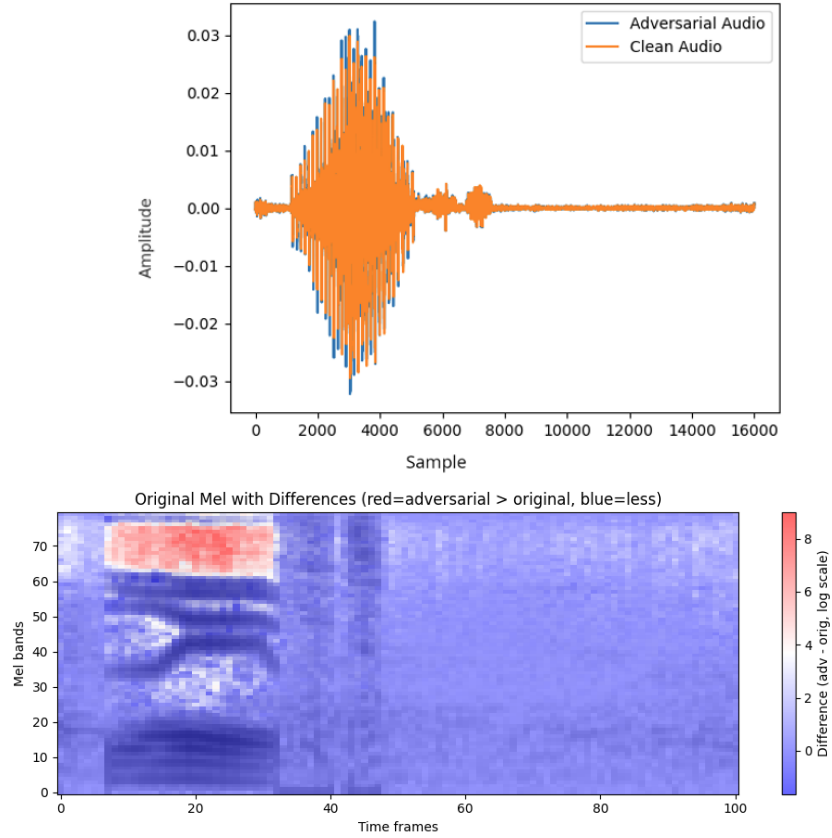 Adversarial Audio
Clean Audio
0.03
0.02
0.01
0.00
−0.01
−0.02
−0.03
Amplitude
0 2000 4000 6000 8000 10000 12000 14000 16000
Sample
Original Mel with Differences (red=adversarial > original, blue=less)
70
60
50
40
30
20
10
0
Mel bands
0 20 40 60 80 100
Time frames
8
6
4
2
0
Difference (adv - orig, log scale)